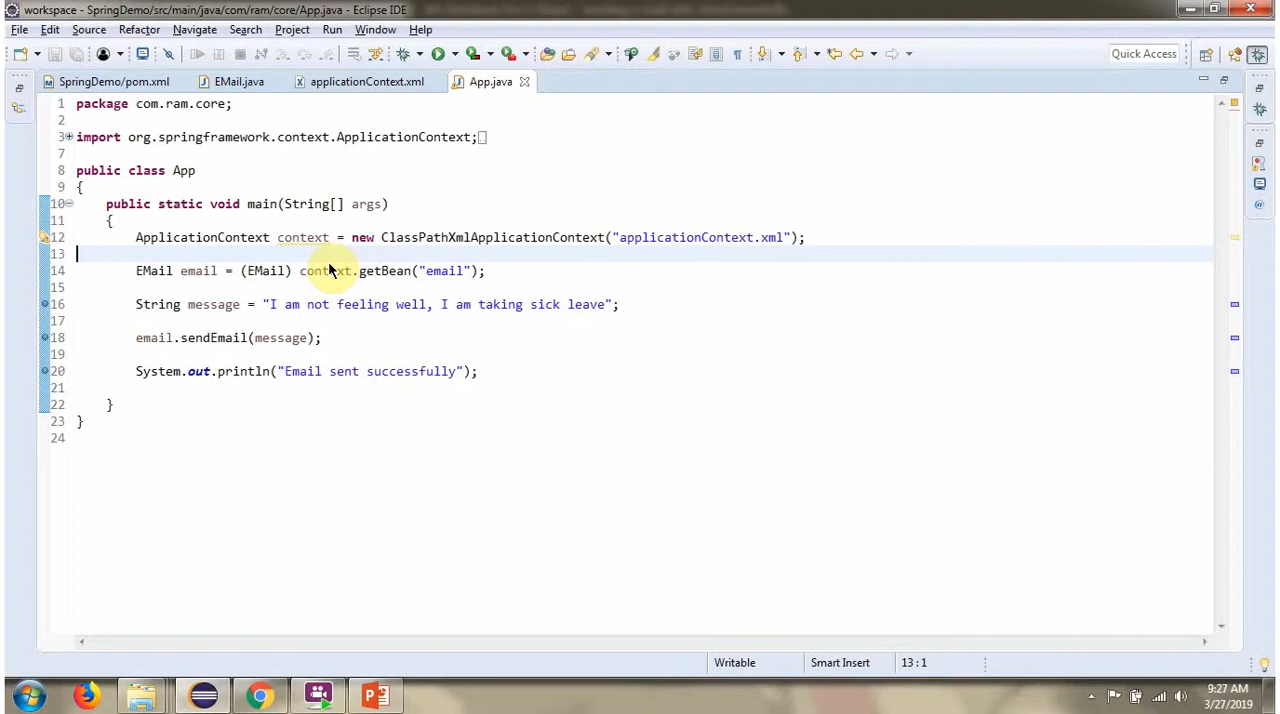 workspace - SpringDemo/src/main/java/com/ram/core/App.java - Eclipse IDE
File Edit Source Refactor Navigate Search Project Run Window Help
Quick Access
SpringDemo/pom.xml EMail.java applicationContext.xml App.java
1 package com.ram.core;
2
3 import org.springframework.context.ApplicationContext;
7
8 public class App
9 {
10 public static void main(String[] args)
11 {
12 ApplicationContext context = new ClassPathXmlApplicationContext("applicationContext.xml");
13
14 EMail email = (EMail) context.getBean("email");
15
16 String message = "I am not feeling well, I am taking sick leave";
17
18 email.sendEmail(message);
19
20 System.out.println("Email sent successfully");
21
22 }
23 }
24
Writable Smart Insert 13 : 1
9:27 AM
3/27/2019